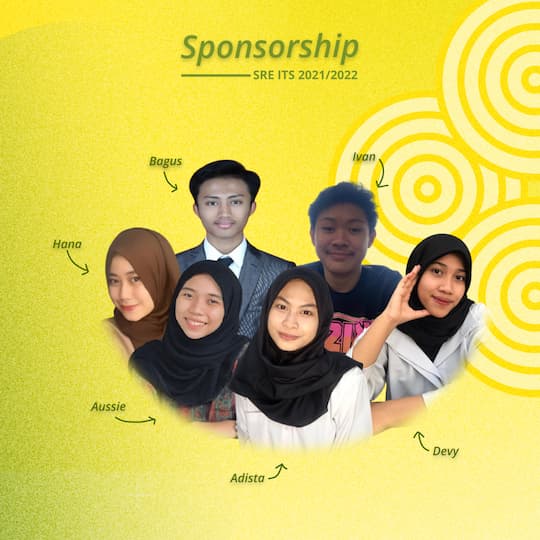 Sponsorship
SRE ITS 2021/2022
Bagus
Ivan
Hana
Aussie
Devy
Adista